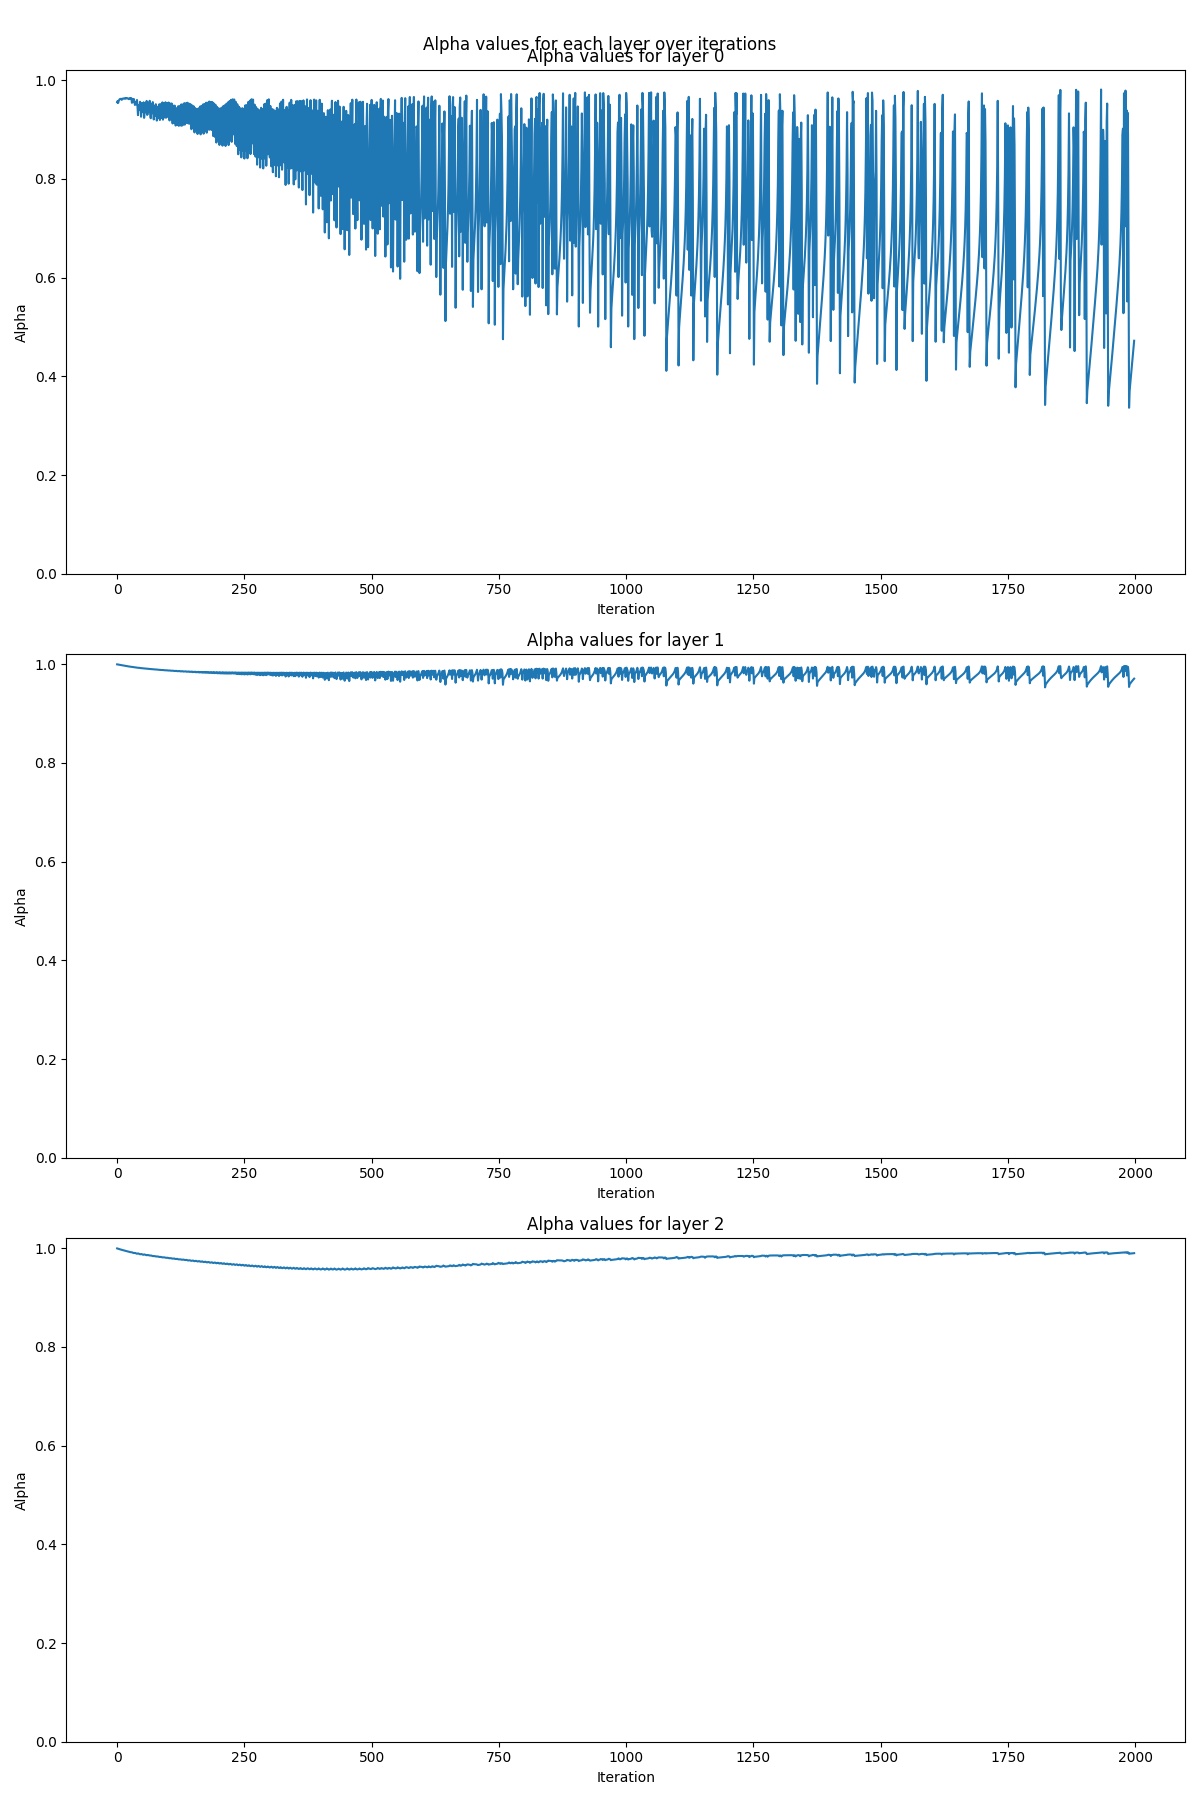 Alpha values for each layer over iterations
Alpha values for layer 0
1.0
0.8
0.6
Alpha
0.4
0.2
0.0
0 250 500 750 1000 1250 1500 1750 2000
Iteration
Alpha values for layer 1
1.0
0.8
0.6
Alpha
0.4
0.2
0.0
0 250 500 750 1000 1250 1500 1750 2000
Iteration
Alpha values for layer 2
1.0
0.8
0.6
Alpha
0.4
0.2
0.0
0 250 500 750 1000 1250 1500 1750 2000
Iteration